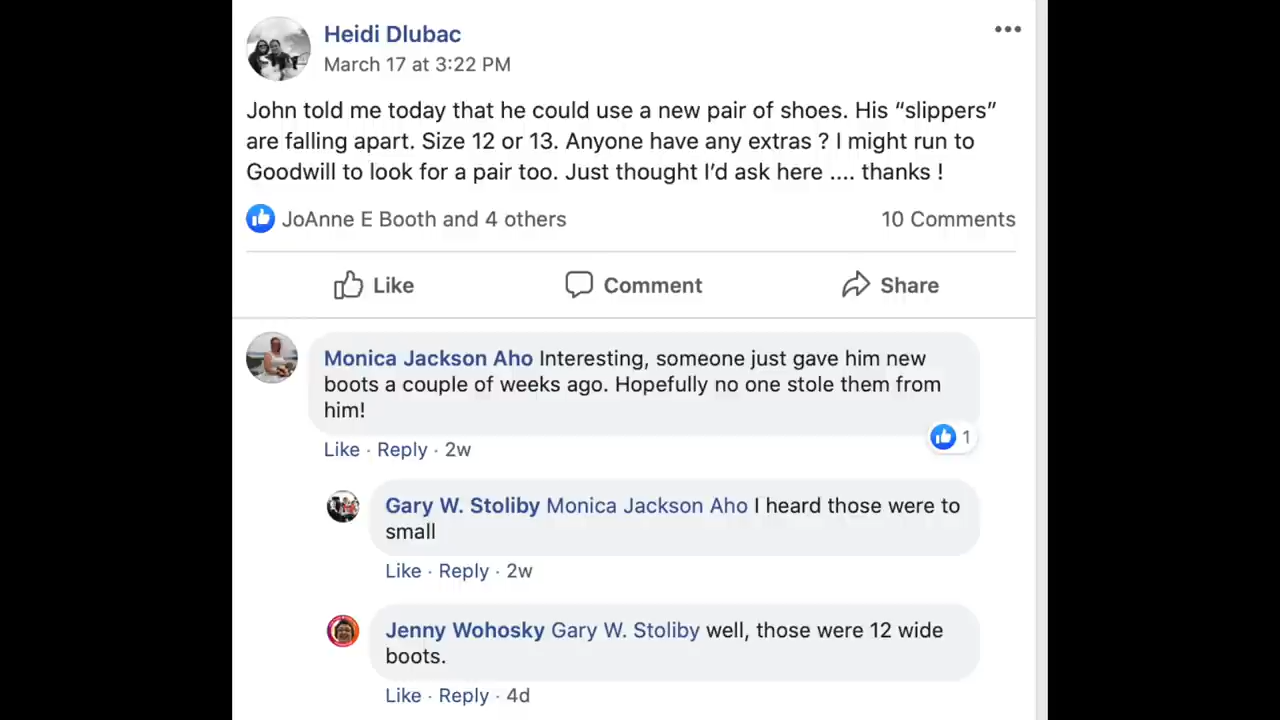 Heidi Dlubac
March 17 at 3:22 PM
John told me today that he could use a new pair of shoes. His “slippers”
are falling apart. Size 12 or 13. Anyone have any extras ? I might run to
Goodwill to look for a pair too. Just thought I’d ask here .... thanks !
JoAnne E Booth and 4 others 10 Comments
Like Comment Share
Monica Jackson Aho Interesting, someone just gave him new
boots a couple of weeks ago. Hopefully no one stole them from
him!
1
Like · Reply · 2w
Gary W. Stoliby Monica Jackson Aho I heard those were to
small
Like · Reply · 2w
Jenny Wohosky Gary W. Stoliby well, those were 12 wide
boots.
Like · Reply · 4d